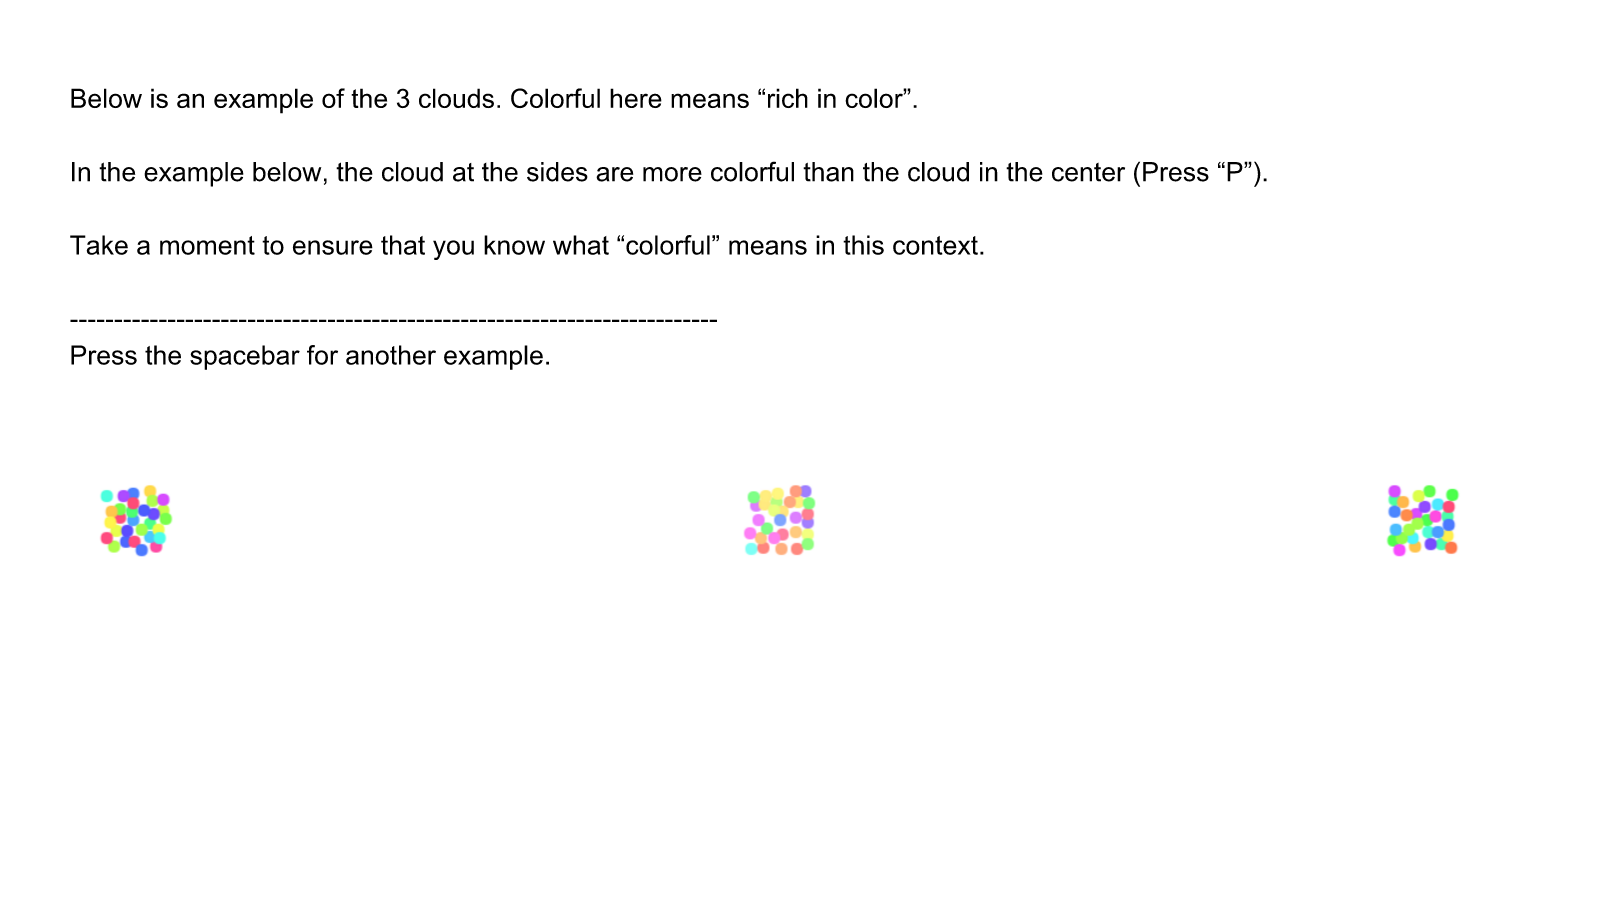 Below is an example of the 3 clouds. Colorful here means “rich in color”.
In the example below, the cloud at the sides are more colorful than the cloud in the center (Press “P”).
Take a moment to ensure that you know what “colorful” means in this context.
-------------------------------------------------------------------------
Press the spacebar for another example.